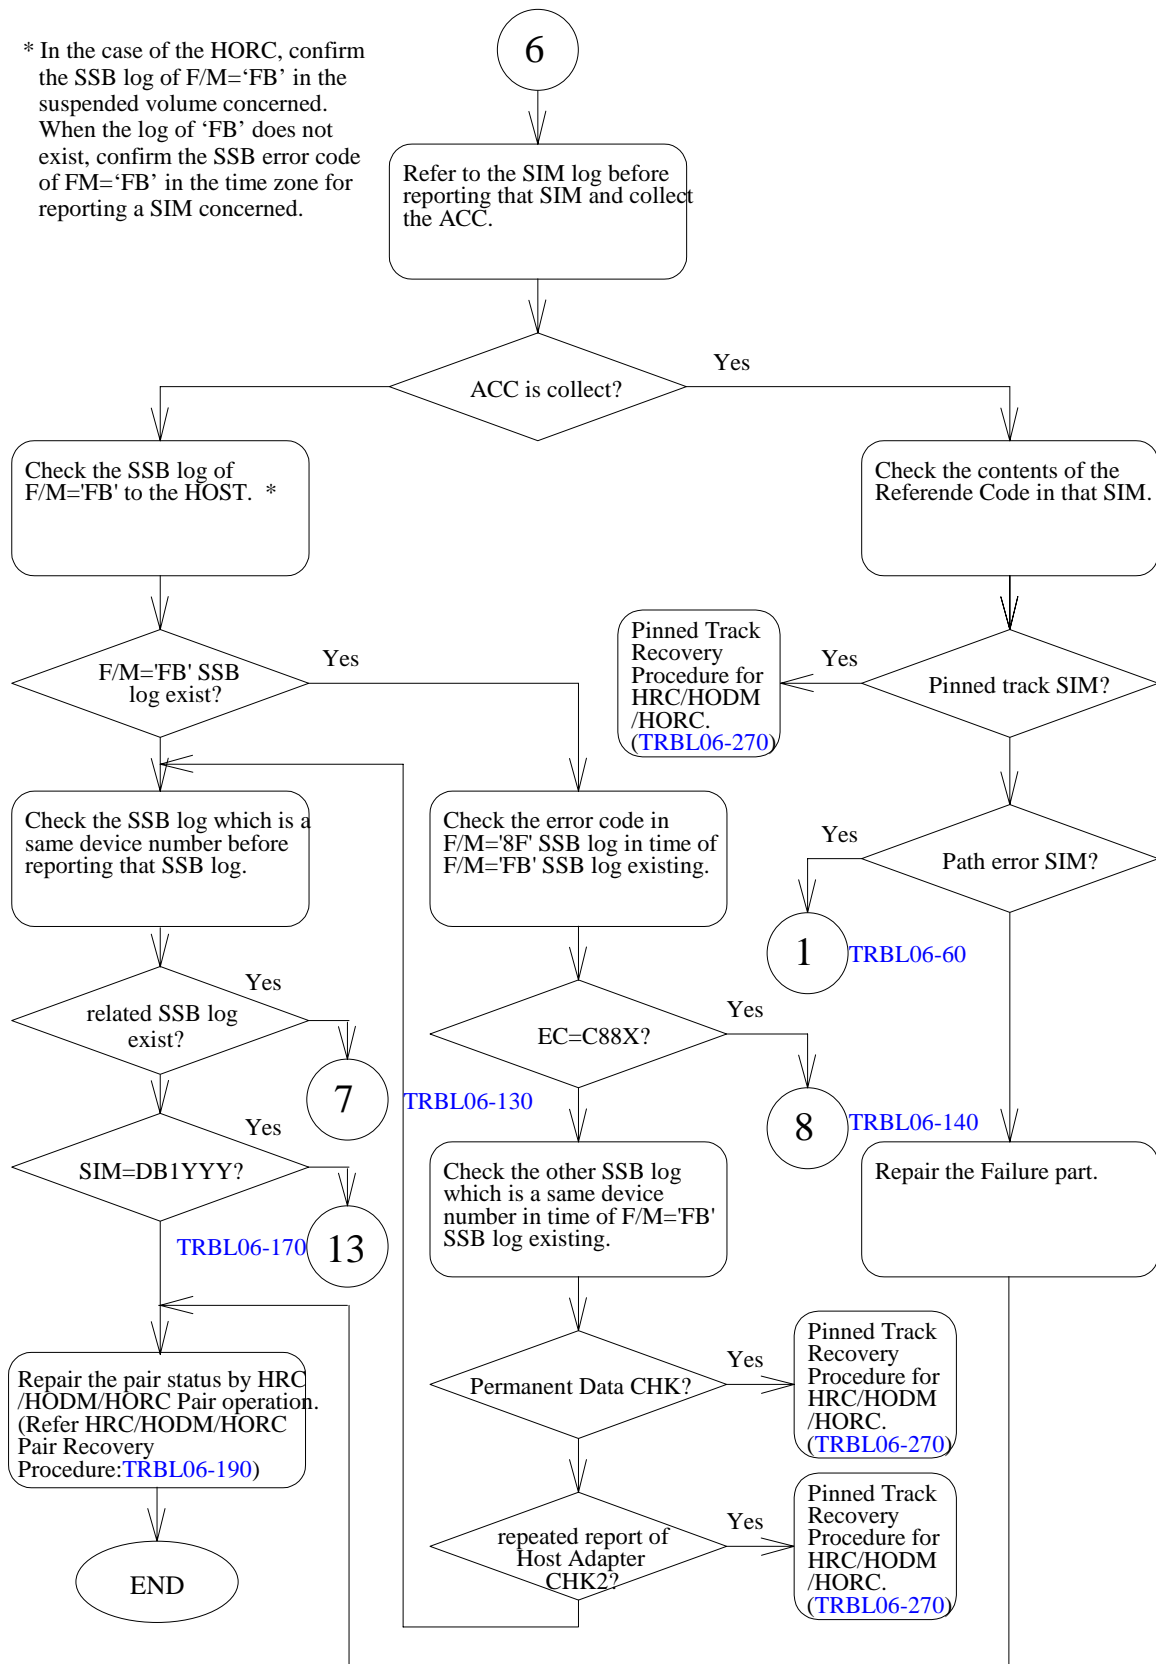 * In the case of the HORC, confirm
the SSB log of F/M=‘FB’ in the
suspended volume concerned.
When the log of ‘FB’ does not
exist, confirm the SSB error code
of FM=‘FB’ in the time zone for
reporting a SIM concerned.
6
Refer to the SIM log before
reporting that SIM and collect
the ACC.
ACC is collect?
Yes
Check the SSB log of
F/M='FB' to the HOST.  *
Check the contents of the
Referende Code in that SIM.
F/M='FB' SSB
log exist?
Yes
Pinned Track
Recovery
Procedure for
HRC/HODM
/HORC.
(TRBL06-270)
Yes
Pinned track SIM?
Check the SSB log which is a
same device number before
reporting that SSB log.
Check the error code in
F/M='8F' SSB log in time of
F/M='FB' SSB log existing.
Yes
Path error SIM?
1
TRBL06-60
related SSB log
exist?
Yes
7
TRBL06-130
EC=C88X?
Yes
8
TRBL06-140
SIM=DB1YYY?
Yes
TRBL06-170
13
Check the other SSB log
which is a same device
number in time of F/M='FB'
SSB log existing.
Repair the Failure part.
Repair the pair status by HRC
/HODM/HORC Pair operation.
(Refer HRC/HODM/HORC
Pair Recovery
Procedure:TRBL06-190)
Permanent Data CHK?
Yes
Pinned Track
Recovery
Procedure for
HRC/HODM
/HORC.
(TRBL06-270)
repeated report of
Host Adapter
CHK2?
Yes
Pinned Track
Recovery
Procedure for
HRC/HODM
/HORC.
(TRBL06-270)
END